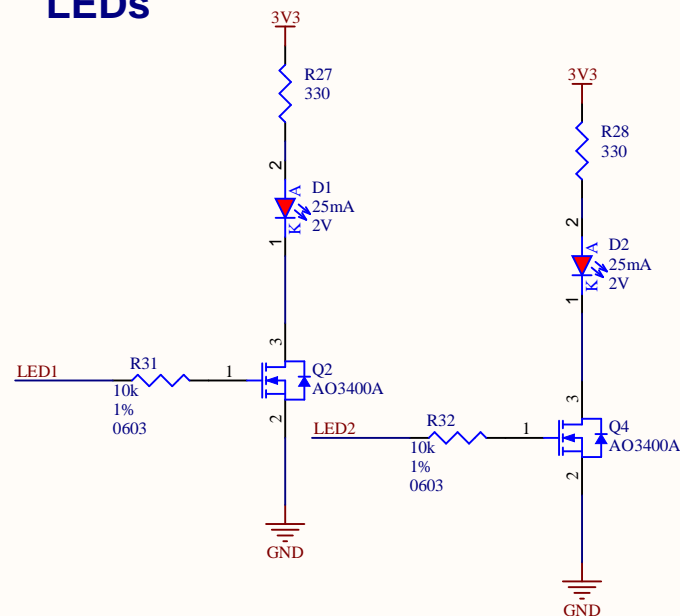 LEDs
3V3
R27
330
2
A
D1
25mA
2V
K
1
3
LED1
R31
1
10k
1%
0603
Q2
AO3400A
2
GND
3V3
R28
330
2
A
D2
25mA
2V
K
1
3
LED2
R32
1
10k
1%
0603
Q4
AO3400A
2
GND